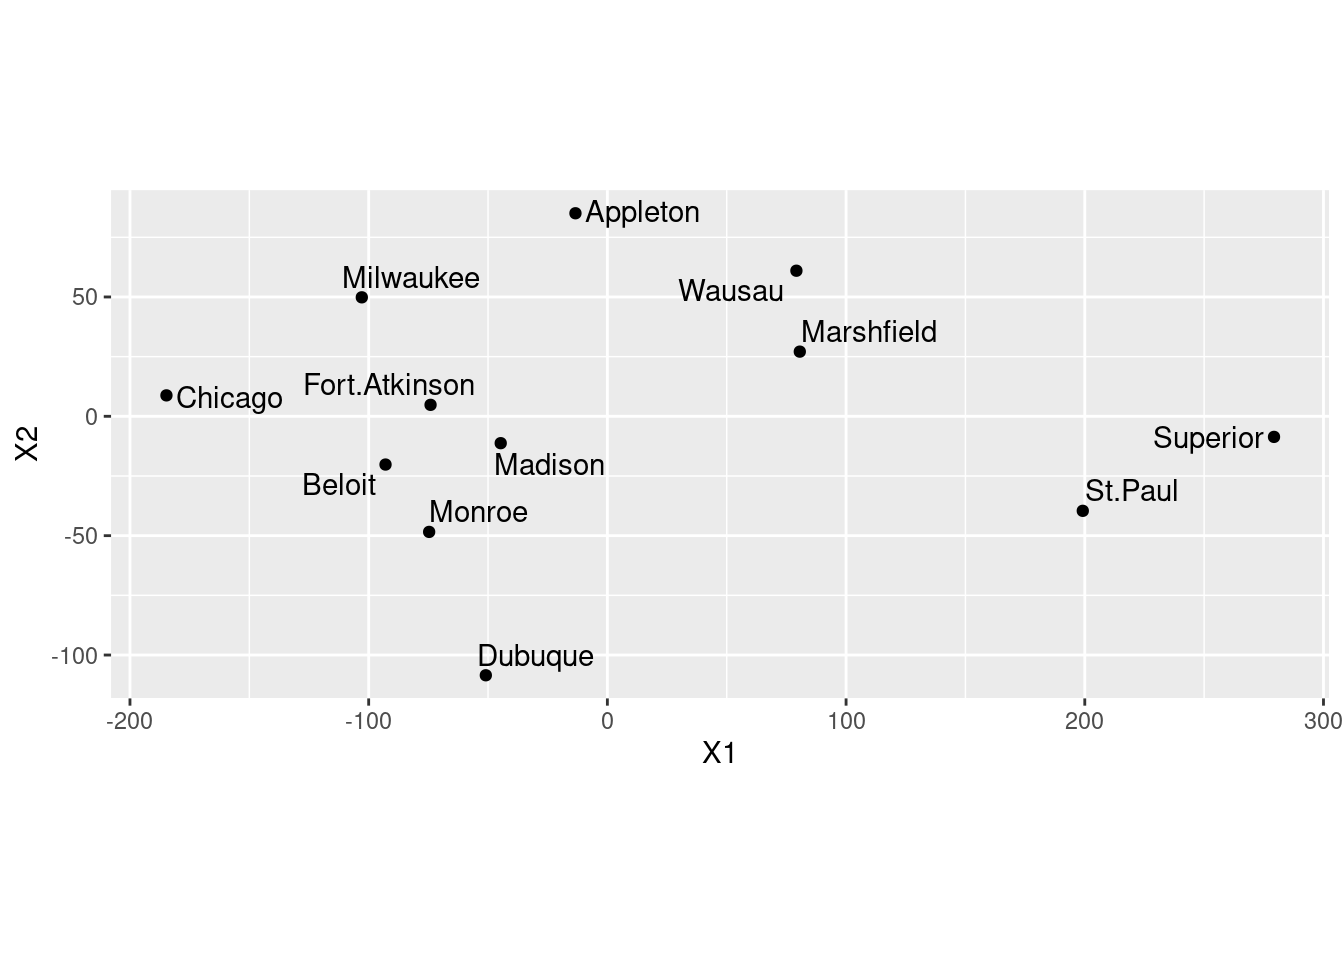 Appleton
Milwaukee
Wausau
50
Marshfield
Fort.Atkinson
Chicago
0
X2
Superior
Madison
Beloit
St.Paul
Monroe
-50
Dubuque
-100
-200 -100 0 100 200 300
X1